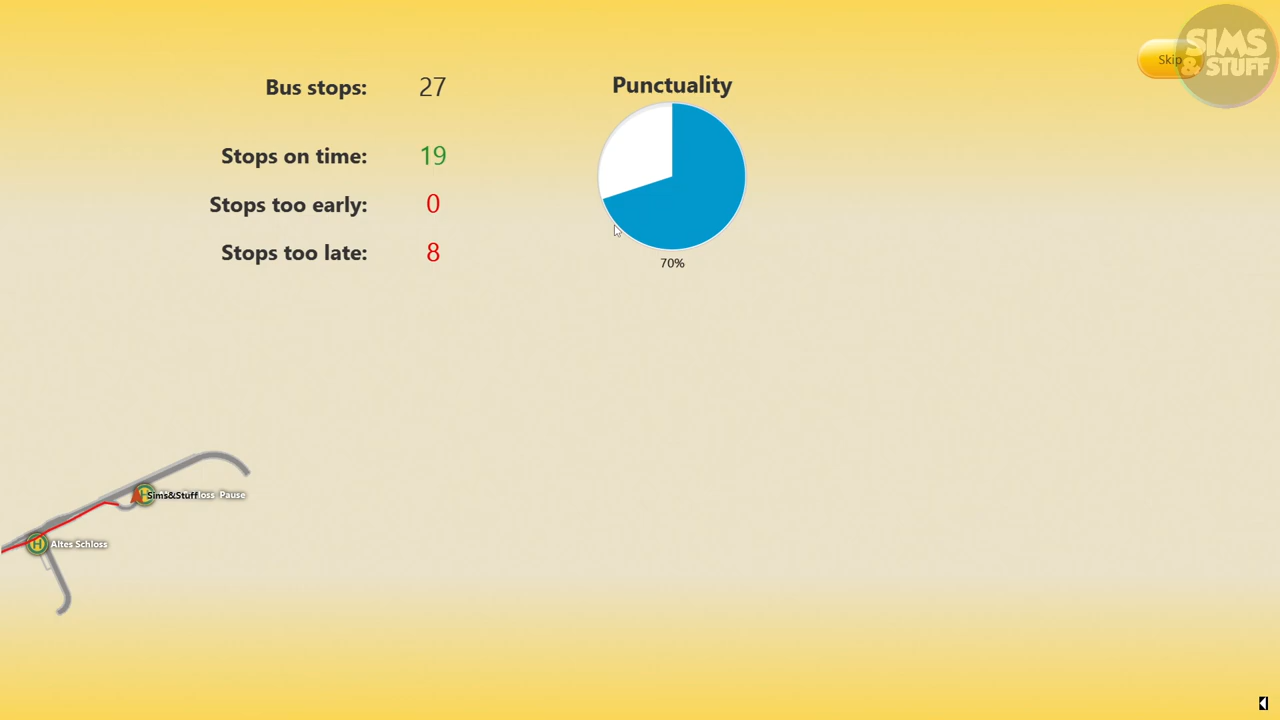 SIMS
& STUFF
Skip
Bus stops: 27
Punctuality
Stops on time: 19
Stops too early: 0
Stops too late: 8
70%
Sims&Stuff
Pause
Altes Schloss